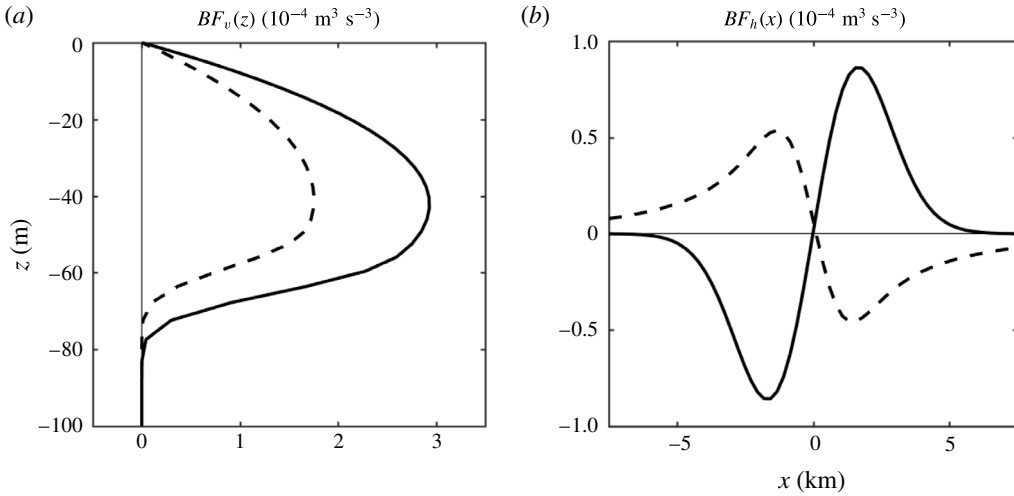 (a) BFᵥ(z) (10⁻⁴ m³ s⁻³)
0
−20
−40
−60
−80
−100
z (m)
0 1 2 3
(b) BFₕ(x) (10⁻⁴ m³ s⁻³)
1.0
0.5
0
−0.5
−1.0
−5 0 5
x (km)